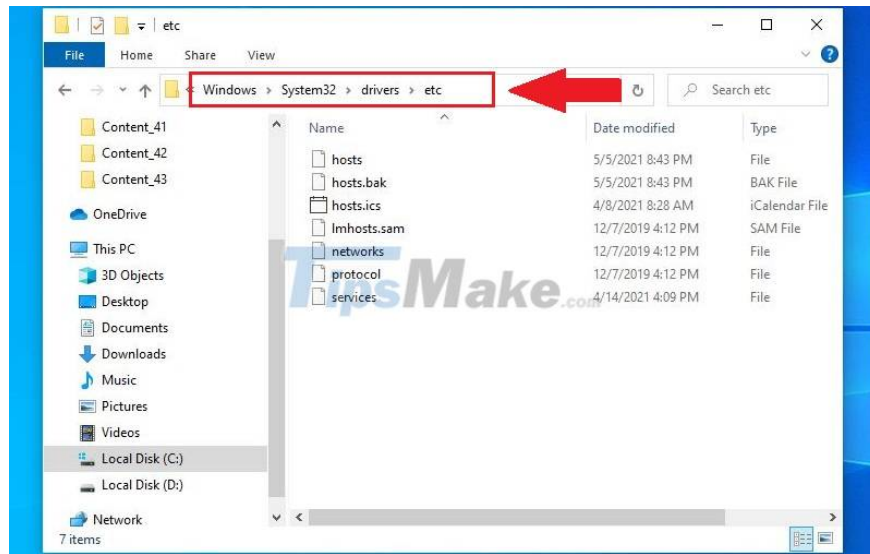 etc
File Home Share View
« Windows > System32 > drivers > etc
Search etc
Name Date modified Type
Content_41
Content_42
Content_43
OneDrive
This PC
3D Objects
Desktop
Documents
Downloads
Music
Pictures
Videos
Local Disk (C:)
Local Disk (D:)
Network
hosts 5/5/2021 8:43 PM File
hosts.bak 5/5/2021 8:43 PM BAK File
hosts.ics 4/8/2021 8:28 AM iCalendar File
lmhosts.sam 12/7/2019 4:12 PM SAM File
networks 12/7/2019 4:12 PM File
protocol 12/7/2019 4:12 PM File
services 4/14/2021 4:09 PM File
TipsMake.com
7 items